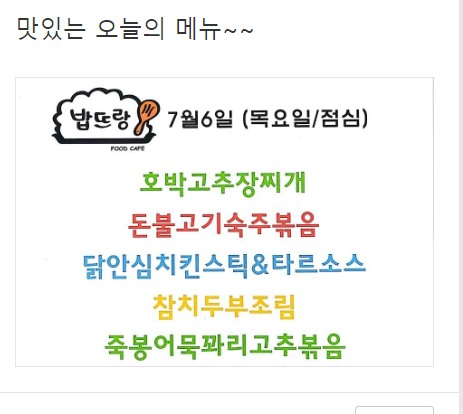 맛있는 오늘의 메뉴~~
밥뜨랑 7월6일 (목요일/점심)
FOOD CAFE
호박고추장찌개
돈불고기숙주볶음
닭안심치킨스틱&타르소스
참치두부조림
죽봉어묵꽈리고추볶음